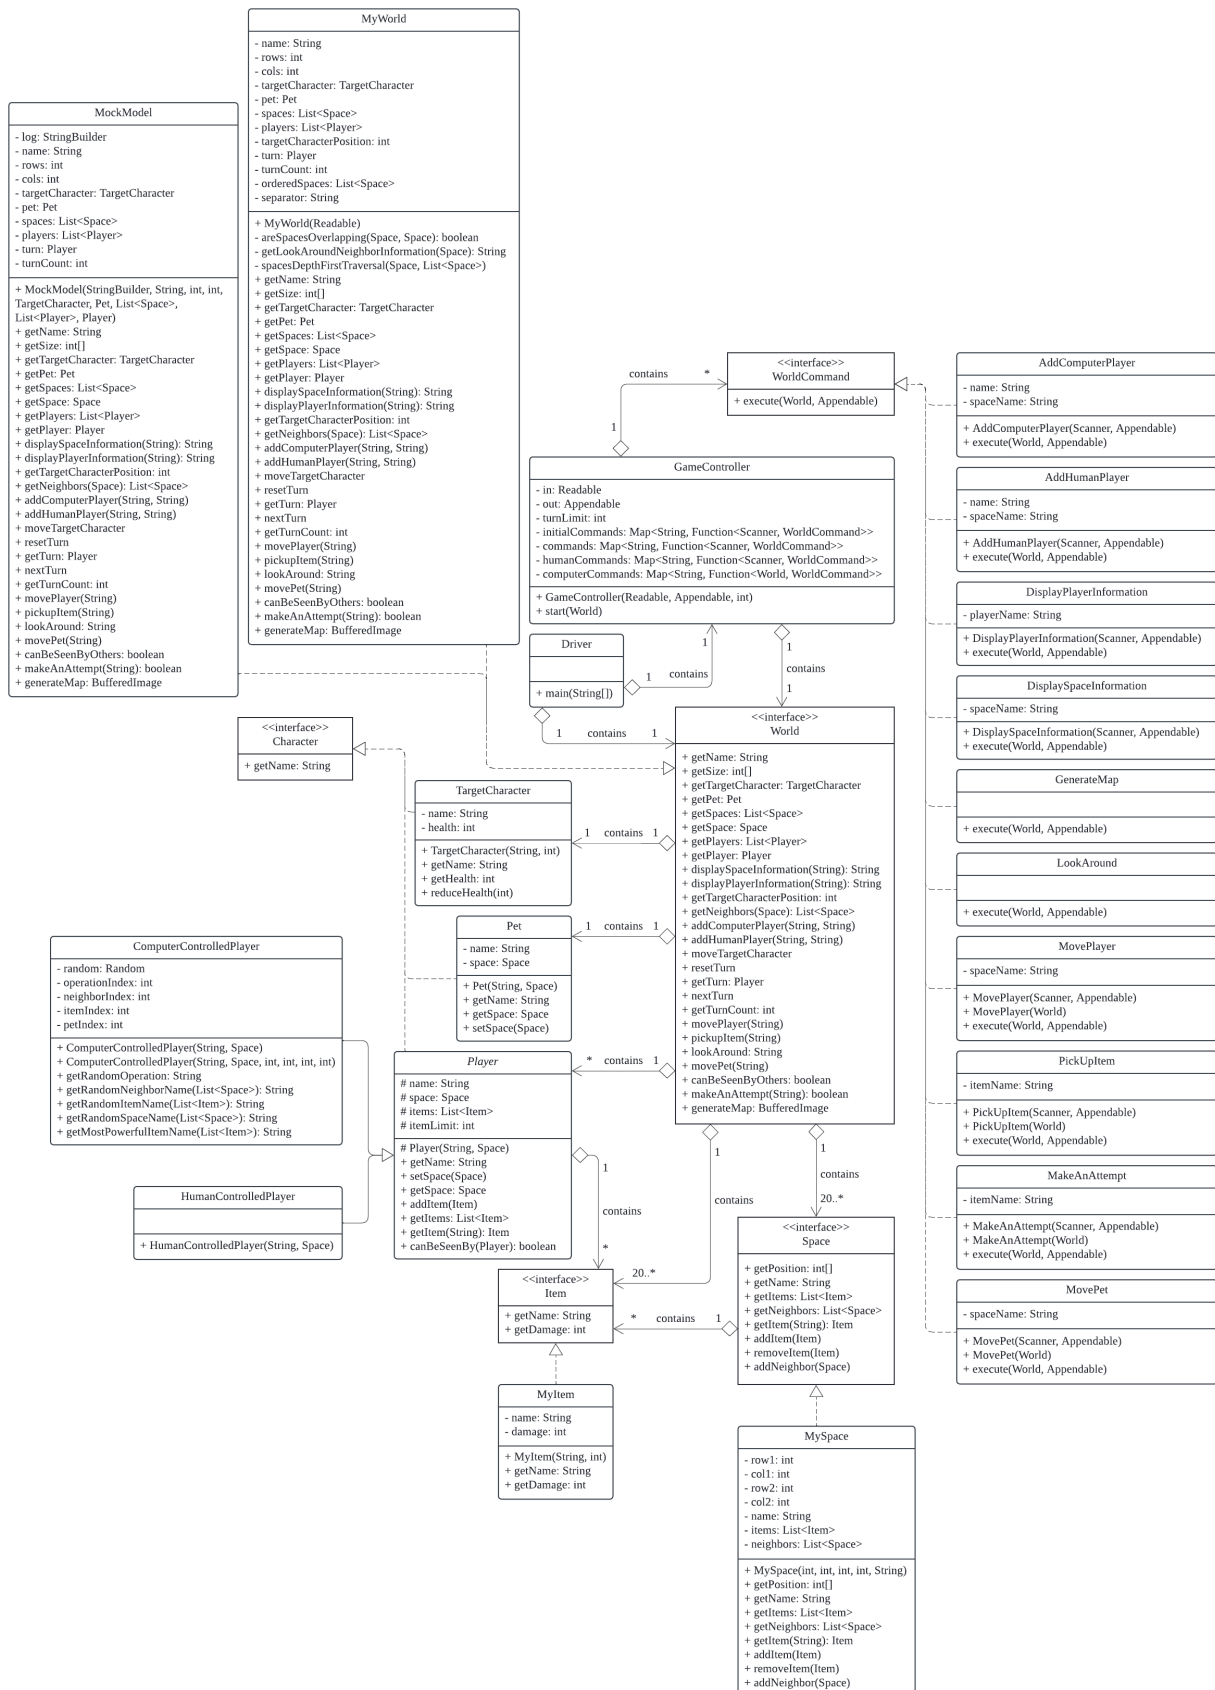 MyWorld
- name: String
- rows: int
- cols: int
- targetCharacter: TargetCharacter
- pet: Pet
- spaces: List<Space>
- players: List<Player>
- targetCharacterPosition: int
- turn: Player
- turnCount: int
- orderedSpaces: List<Space>
- separator: String
+ MyWorld(Readable)
- areSpacesOverlapping(Space, Space): boolean
- getLookAroundNeighborInformation(Space): String
- spacesDepthFirstTraversal(Space, List<Space>)
+ getName: String
+ getSize: int[]
+ getTargetCharacter: TargetCharacter
+ getPet: Pet
+ getSpaces: List<Space>
+ getSpace: Space
+ getPlayers: List<Player>
+ getPlayer: Player
+ displaySpaceInformation(String): String
+ displayPlayerInformation(String): String
+ getTargetCharacterPosition: int
+ getNeighbors(Space): List<Space>
+ addComputerPlayer(String, String)
+ addHumanPlayer(String, String)
+ moveTargetCharacter
+ resetTurn
+ getTurn: Player
+ nextTurn
+ getTurnCount: int
+ movePlayer(String)
+ pickupItem(String)
+ lookAround: String
+ movePet(String)
+ canBeSeenByOthers: boolean
+ makeAnAttempt(String): boolean
+ generateMap: BufferedImage
MockModel
- log: StringBuilder
- name: String
- rows: int
- cols: int
- targetCharacter: TargetCharacter
- pet: Pet
- spaces: List<Space>
- players: List<Player>
- turn: Player
- turnCount: int
+ MockModel(StringBuilder, String, int, int,
TargetCharacter, Pet, List<Space>,
List<Player>, Player)
+ getName: String
+ getSize: int[]
+ getTargetCharacter: TargetCharacter
+ getPet: Pet
+ getSpaces: List<Space>
+ getSpace: Space
+ getPlayers: List<Player>
+ getPlayer: Player
+ displaySpaceInformation(String): String
+ displayPlayerInformation(String): String
+ getTargetCharacterPosition: int
+ getNeighbors(Space): List<Space>
+ addComputerPlayer(String, String)
+ addHumanPlayer(String, String)
+ moveTargetCharacter
+ resetTurn
+ getTurn: Player
+ nextTurn
+ getTurnCount: int
+ movePlayer(String)
+ pickupItem(String)
+ lookAround: String
+ movePet(String)
+ canBeSeenByOthers: boolean
+ makeAnAttempt(String): boolean
+ generateMap: BufferedImage
<<interface>>
WorldCommand
+ execute(World, Appendable)
contains
*
1
GameController
- in: Readable
- out: Appendable
- turnLimit: int
- initialCommands: Map<String, Function<Scanner, WorldCommand>>
- commands: Map<String, Function<Scanner, WorldCommand>>
- humanCommands: Map<String, Function<Scanner, WorldCommand>>
- computerCommands: Map<String, Function<World, WorldCommand>>
+ GameController(Readable, Appendable, int)
+ start(World)
Driver
+ main(String[])
1
contains
1
1
contains
1
1
contains
1
AddComputerPlayer
- name: String
- spaceName: String
+ AddComputerPlayer(Scanner, Appendable)
+ execute(World, Appendable)
AddHumanPlayer
- name: String
- spaceName: String
+ AddHumanPlayer(Scanner, Appendable)
+ execute(World, Appendable)
DisplayPlayerInformation
- playerName: String
+ DisplayPlayerInformation(Scanner, Appendable)
+ execute(World, Appendable)
DisplaySpaceInformation
- spaceName: String
+ DisplaySpaceInformation(Scanner, Appendable)
+ execute(World, Appendable)
GenerateMap
+ execute(World, Appendable)
LookAround
+ execute(World, Appendable)
MovePlayer
- spaceName: String
+ MovePlayer(Scanner, Appendable)
+ MovePlayer(World)
+ execute(World, Appendable)
PickUpItem
- itemName: String
+ PickUpItem(Scanner, Appendable)
+ PickUpItem(World)
+ execute(World, Appendable)
MakeAnAttempt
- itemName: String
+ MakeAnAttempt(Scanner, Appendable)
+ MakeAnAttempt(World)
+ execute(World, Appendable)
MovePet
- spaceName: String
+ MovePet(Scanner, Appendable)
+ MovePet(World)
+ execute(World, Appendable)
<<interface>>
Character
+ getName: String
<<interface>>
World
+ getName: String
+ getSize: int[]
+ getTargetCharacter: TargetCharacter
+ getPet: Pet
+ getSpaces: List<Space>
+ getSpace: Space
+ getPlayers: List<Player>
+ getPlayer: Player
+ displaySpaceInformation(String): String
+ displayPlayerInformation(String): String
+ getTargetCharacterPosition: int
+ getNeighbors(Space): List<Space>
+ addComputerPlayer(String, String)
+ addHumanPlayer(String, String)
+ moveTargetCharacter
+ resetTurn
+ getTurn: Player
+ nextTurn
+ getTurnCount: int
+ movePlayer(String)
+ pickupItem(String)
+ lookAround: String
+ movePet(String)
+ canBeSeenByOthers: boolean
+ makeAnAttempt(String): boolean
+ generateMap: BufferedImage
TargetCharacter
- name: String
- health: int
+ TargetCharacter(String, int)
+ getName: String
+ getHealth: int
+ reduceHealth(int)
1 contains 1
Pet
- name: String
- space: Space
+ Pet(String, Space)
+ getName: String
+ getSpace: Space
+ setSpace(Space)
1 contains 1
ComputerControlledPlayer
- random: Random
- operationIndex: int
- neighborIndex: int
- itemIndex: int
- petIndex: int
+ ComputerControlledPlayer(String, Space)
+ ComputerControlledPlayer(String, Space, int, int, int, int)
+ getRandomOperation: String
+ getRandomNeighborName(List<Space>): String
+ getRandomItemName(List<Item>): String
+ getRandomSpaceName(List<Space>): String
+ getMostPowerfulItemName(List<Item>): String
HumanControlledPlayer
+ HumanControlledPlayer(String, Space)
Player
# name: String
# space: Space
# items: List<Item>
# itemLimit: int
# Player(String, Space)
+ getName: String
+ setSpace(Space)
+ getSpace: Space
+ addItem(Item)
+ getItems: List<Item>
+ getItem(String): Item
+ canBeSeenBy(Player): boolean
* contains 1
1
contains
*
1
contains
20..*
1
contains
20..*
<<interface>>
Item
+ getName: String
+ getDamage: int
* contains 1
<<interface>>
Space
+ getPosition: int[]
+ getName: String
+ getItems: List<Item>
+ getNeighbors: List<Space>
+ getItem(String): Item
+ addItem(Item)
+ removeItem(Item)
+ addNeighbor(Space)
MyItem
- name: String
- damage: int
+ MyItem(String, int)
+ getName: String
+ getDamage: int
MySpace
- row1: int
- col1: int
- row2: int
- col2: int
- name: String
- items: List<Item>
- neighbors: List<Space>
+ MySpace(int, int, int, int, String)
+ getPosition: int[]
+ getName: String
+ getItems: List<Item>
+ getNeighbors: List<Space>
+ getItem(String): Item
+ addItem(Item)
+ removeItem(Item)
+ addNeighbor(Space)